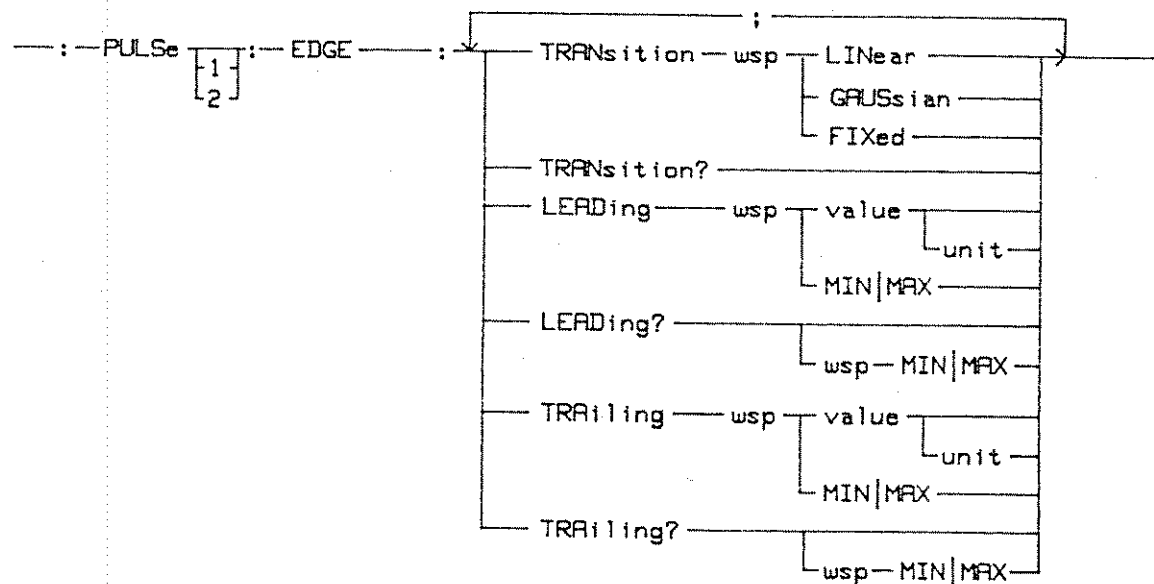 ;
: PULSe 1 2 : EDGE : TRANsition wsp LINear
GAUSsian
FIXed
TRANsition?
LEADing wsp value
unit
MIN|MAX
LEADing?
wsp MIN|MAX
TRAiling wsp value
unit
MIN|MAX
TRAiling?
wsp MIN|MAX